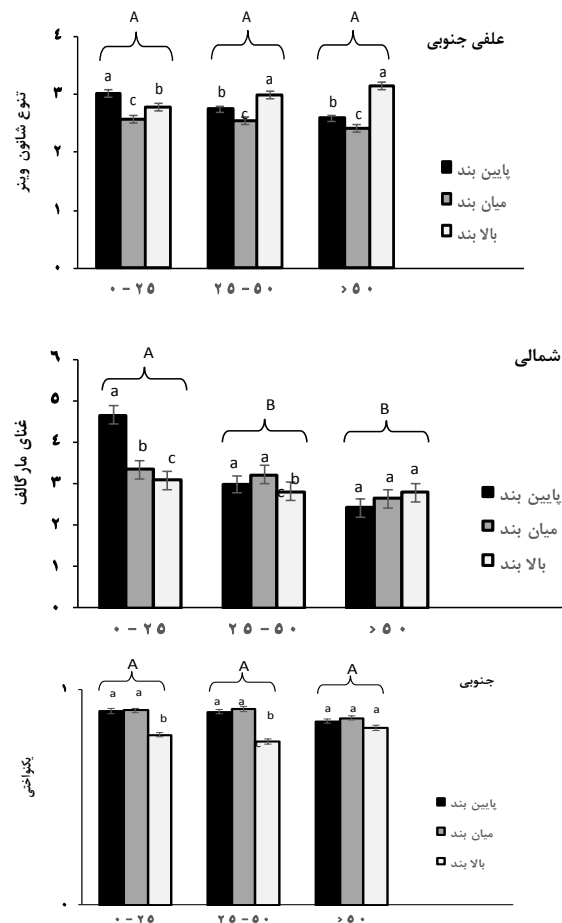 علفی جنوبی
تنوع شانون وینر
۴
۳
۲
۱
۰
A
A
A
a
c
b
b
c
a
b
c
a
پایین بند
میان بند
بالا بند
۰-۲۵
۲۵-۵۰
>۵۰
شمالی
غنای مارگالف
۶
۵
۴
۳
۲
۱
۰
A
B
B
a
b
c
a
a
c b
a
a
a
پایین بند
میان بند
بالا بند
۰-۲۵
۲۵-۵۰
>۵۰
جنوبی
یکنواختی
۱
۰
A
A
A
a
a
b
a
a
c
b
a
a
a
پایین بند
میان بند
بالا بند
۰-۲۵
۲۵-۵۰
>۵۰